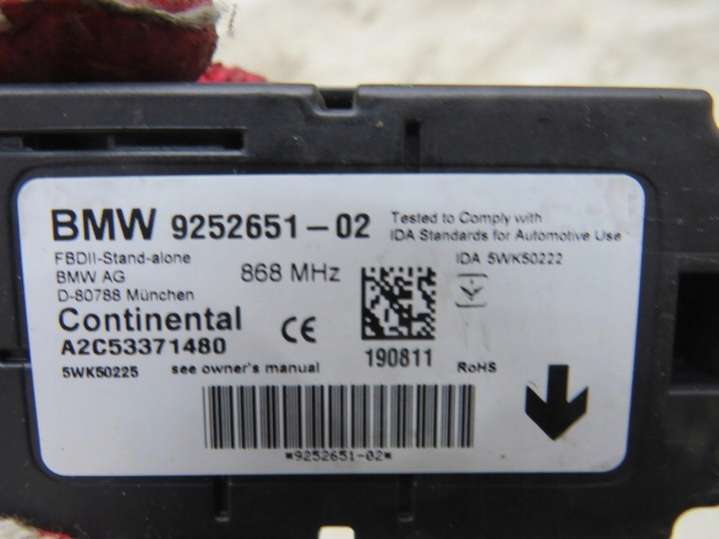 BMW 9252651-02
Tested to Comply with
IDA Standards for Automotive Use
FBDII-Stand-alone
BMW AG
D-80788 München
868 MHz
IDA 5WK50222
Continental
CE
A2C53371480
190811
5WK50225 see owner's manual
RoHS
*9252651-02*